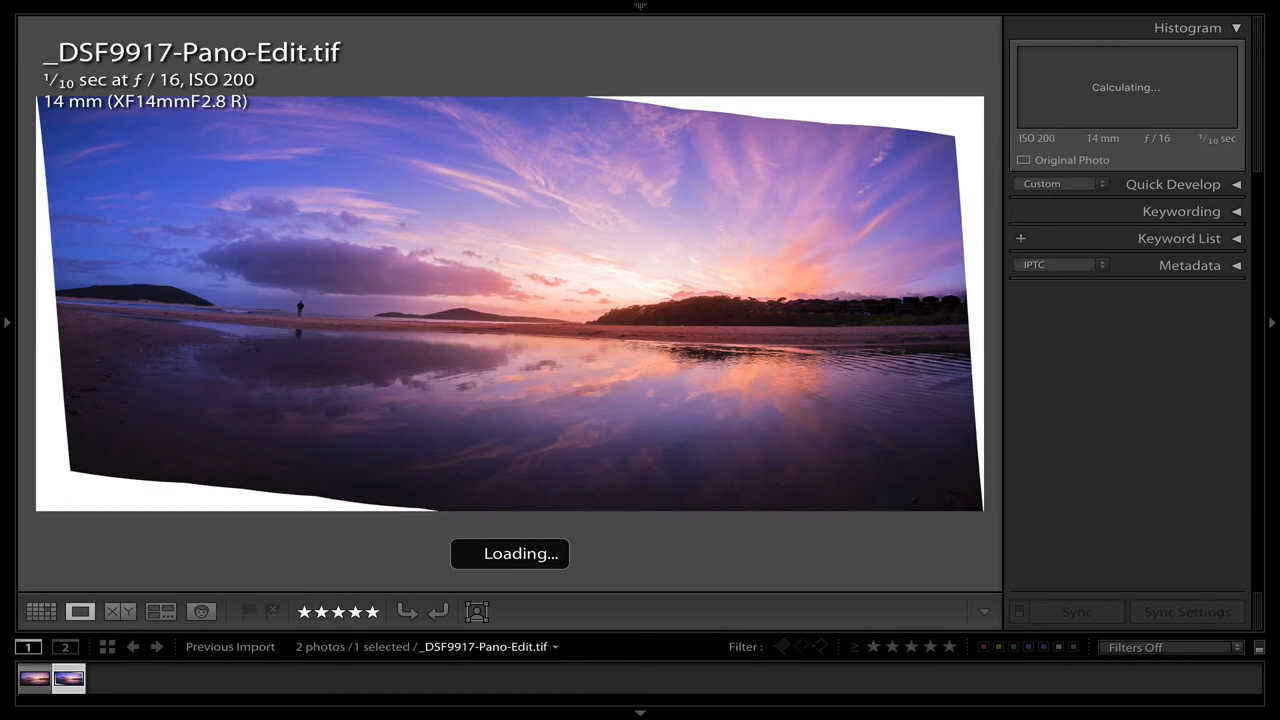 _DSF9917-Pano-Edit.tif
1/10 sec at ƒ / 16, ISO 200
14 mm (XF14mmF2.8 R)
Loading...
Histogram
Calculating...
ISO 200 14 mm ƒ / 16 1/10 sec
Original Photo
Custom Quick Develop
Keywording
Keyword List
IPTC Metadata
X Y
Sync Sync Settings
1 2 Previous Import 2 photos / 1 selected / _DSF9917-Pano-Edit.tif Filter : ≥ Filters Off